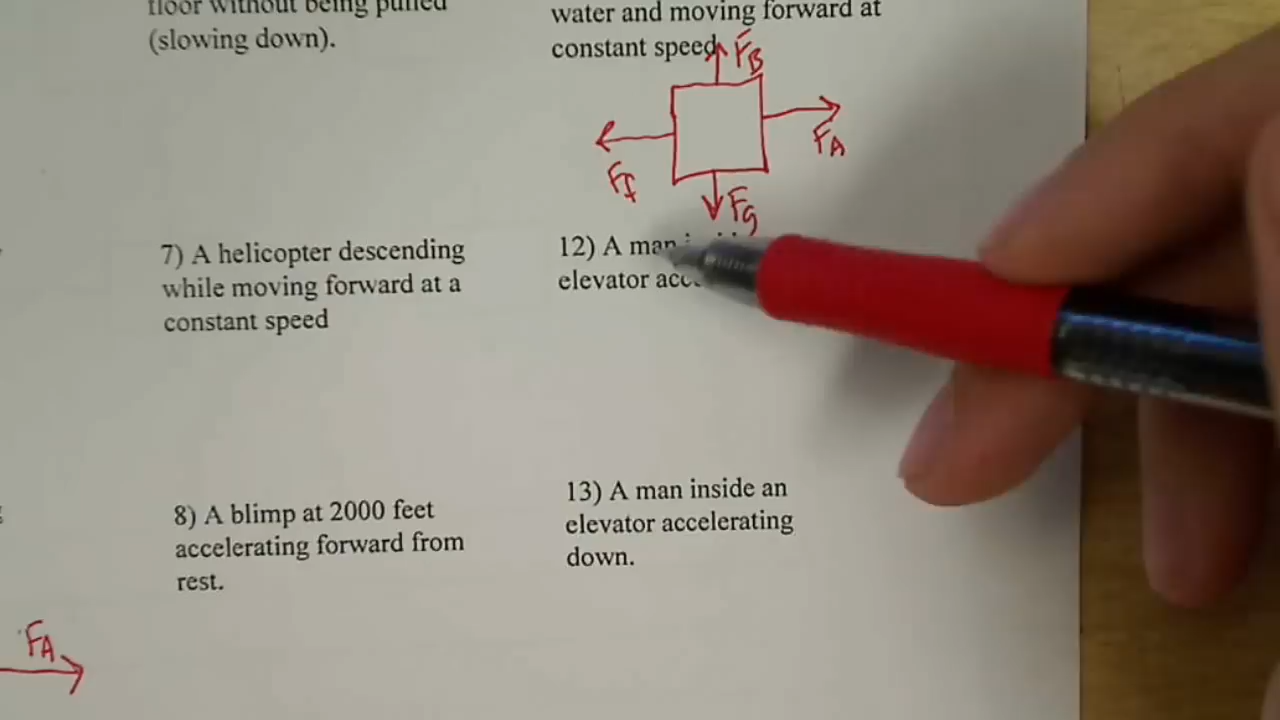 floor without being pulled
(slowing down).
water and moving forward at
constant speed
FB
FA
Ff
Fg
7) A helicopter descending
while moving forward at a
constant speed
12) A man
elevator
8) A blimp at 2000 feet
accelerating forward from
rest.
13) A man inside an
elevator accelerating
down.
FA